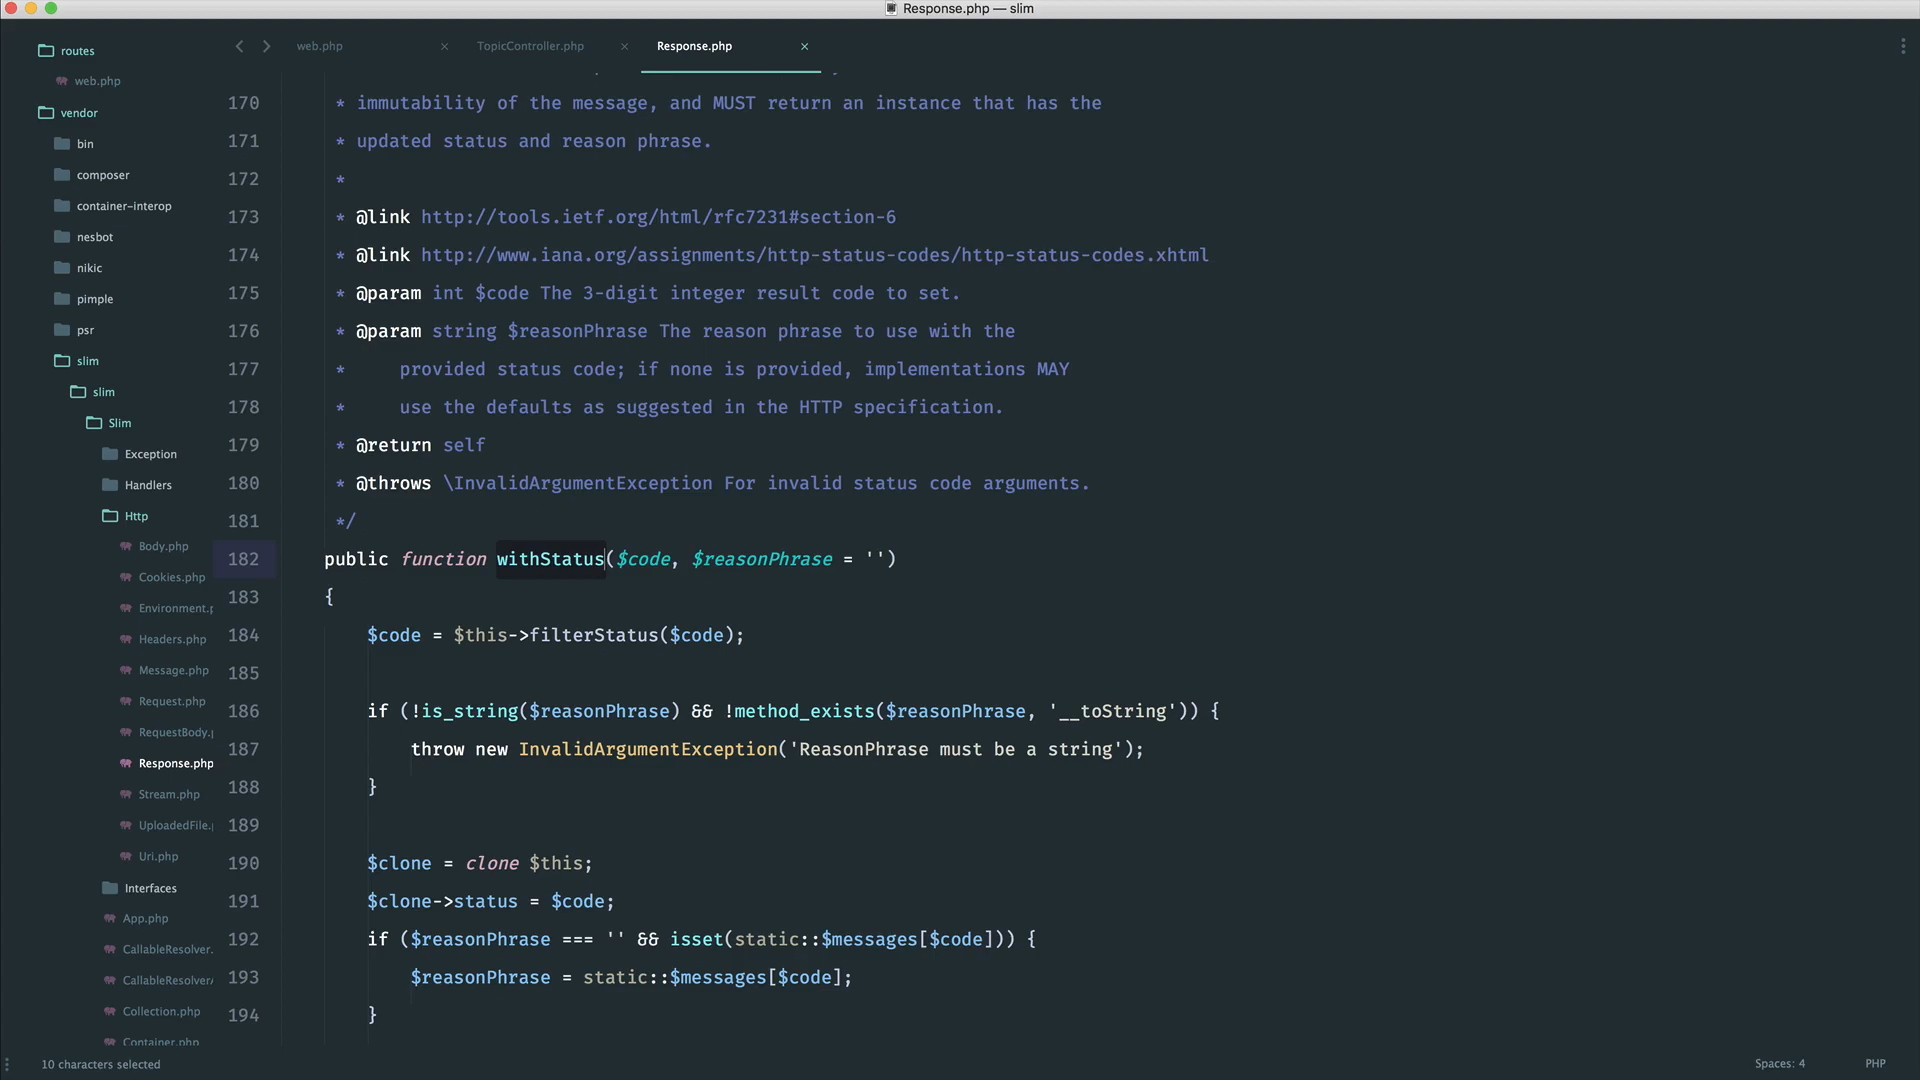 Response.php — slim
routes
web.php
vendor
bin
composer
container-interop
nesbot
nikic
pimple
psr
slim
slim
Slim
Exception
Handlers
Http
Body.php
Cookies.php
Environment.p
Headers.php
Message.php
Request.php
RequestBody.
Response.php
Stream.php
UploadedFile.
Uri.php
Interfaces
App.php
CallableResolver.
CallableResolver
Collection.php
Container.php
web.php × TopicController.php × Response.php ×
170 * immutability of the message, and MUST return an instance that has the
171 * updated status and reason phrase.
172 *
173 * @link http://tools.ietf.org/html/rfc7231#section-6
174 * @link http://www.iana.org/assignments/http-status-codes/http-status-codes.xhtml
175 * @param int $code The 3-digit integer result code to set.
176 * @param string $reasonPhrase The reason phrase to use with the
177 * provided status code; if none is provided, implementations MAY
178 * use the defaults as suggested in the HTTP specification.
179 * @return self
180 * @throws \InvalidArgumentException For invalid status code arguments.
181 */
182 public function withStatus($code, $reasonPhrase = '')
183 {
184 $code = $this->filterStatus($code);
185
186 if (!is_string($reasonPhrase) && !method_exists($reasonPhrase, '__toString')) {
187 throw new InvalidArgumentException('ReasonPhrase must be a string');
188 }
189
190 $clone = clone $this;
191 $clone->status = $code;
192 if ($reasonPhrase === '' && isset(static::$messages[$code])) {
193 $reasonPhrase = static::$messages[$code];
194 }
10 characters selected
Spaces: 4
PHP